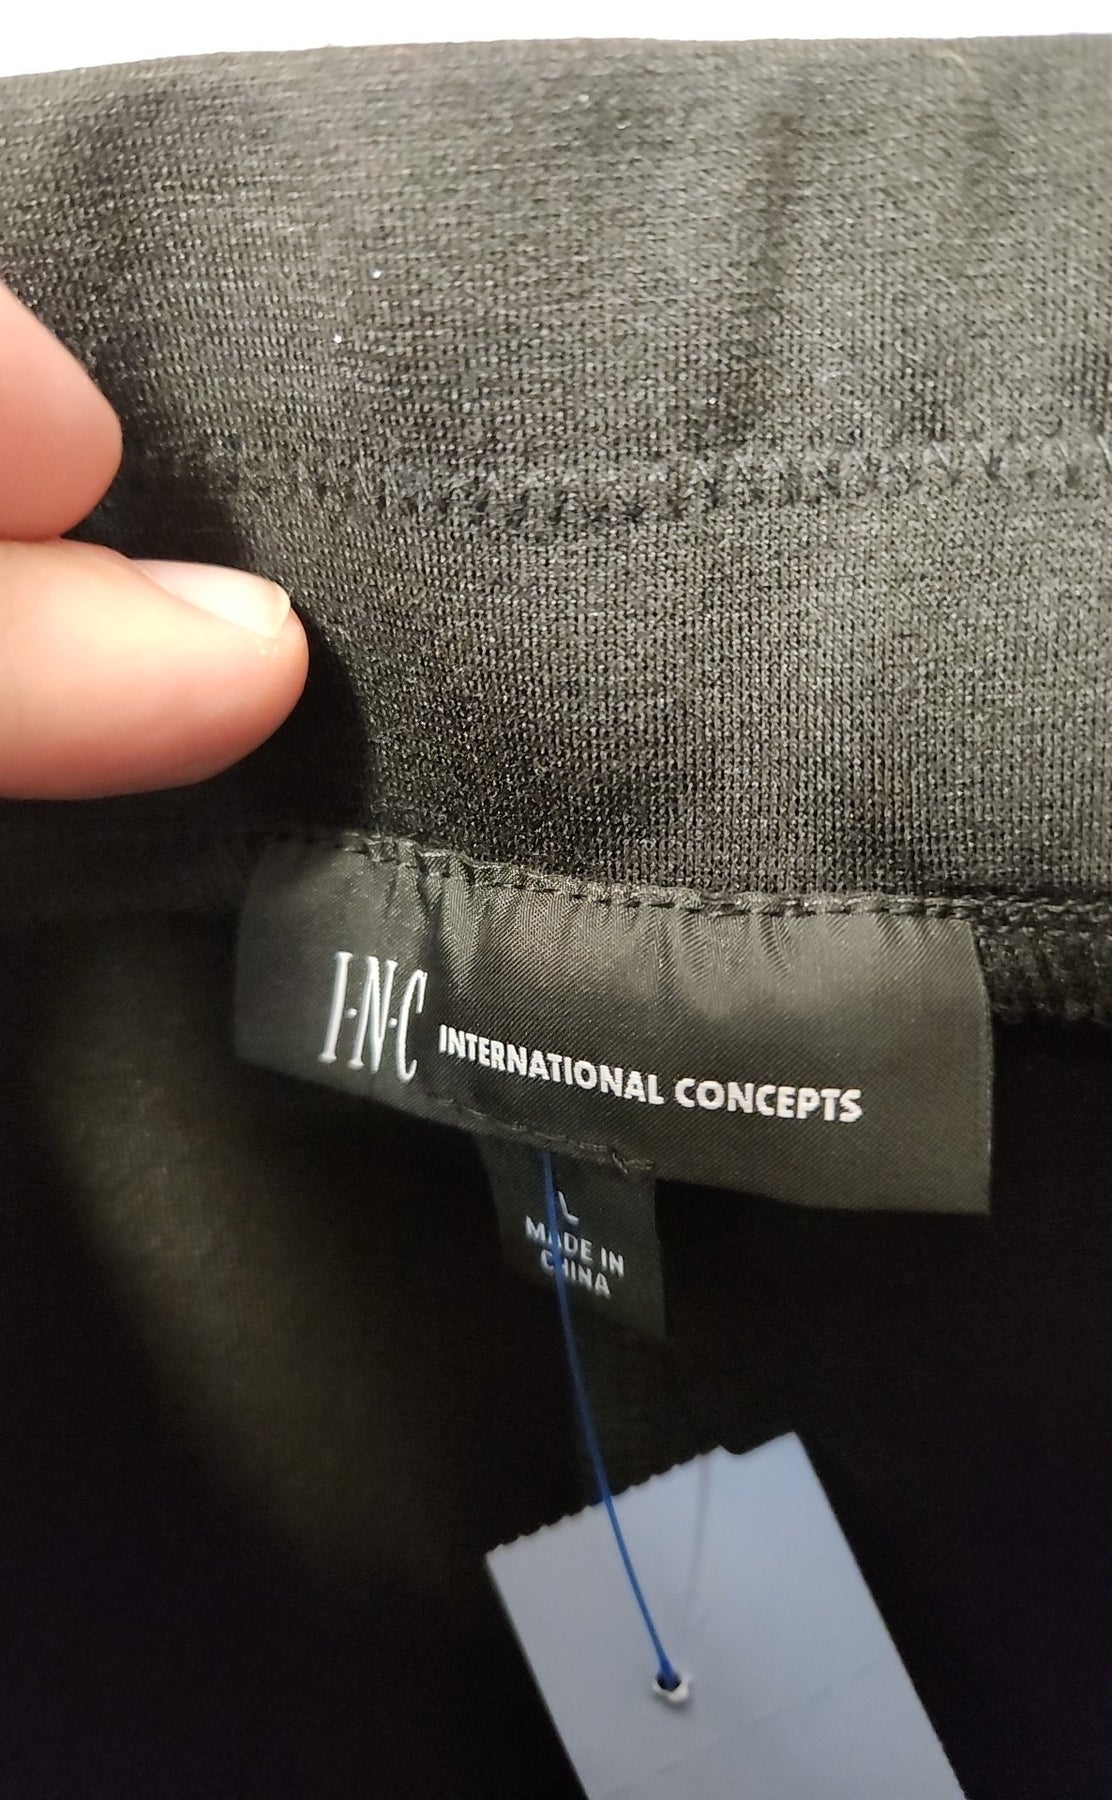 I·N·C INTERNATIONAL CONCEPTS
L
MADE IN
CHINA